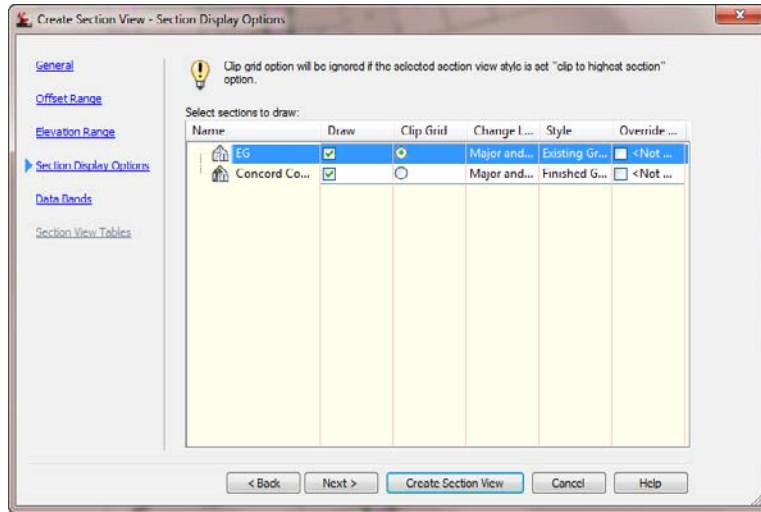 Create Section View - Section Display Options
General
Offset Range
Elevation Range
Section Display Options
Data Bands
Section View Tables
Clip grid option will be ignored if the selected section view style is set "clip to highest section"
option.
Select sections to draw:
Name Draw Clip Grid Change L... Style Override ...
EG Major and... Existing Gr... <Not ...
Concord Co... Major and... Finished G... <Not ...
< Back Next > Create Section View Cancel Help